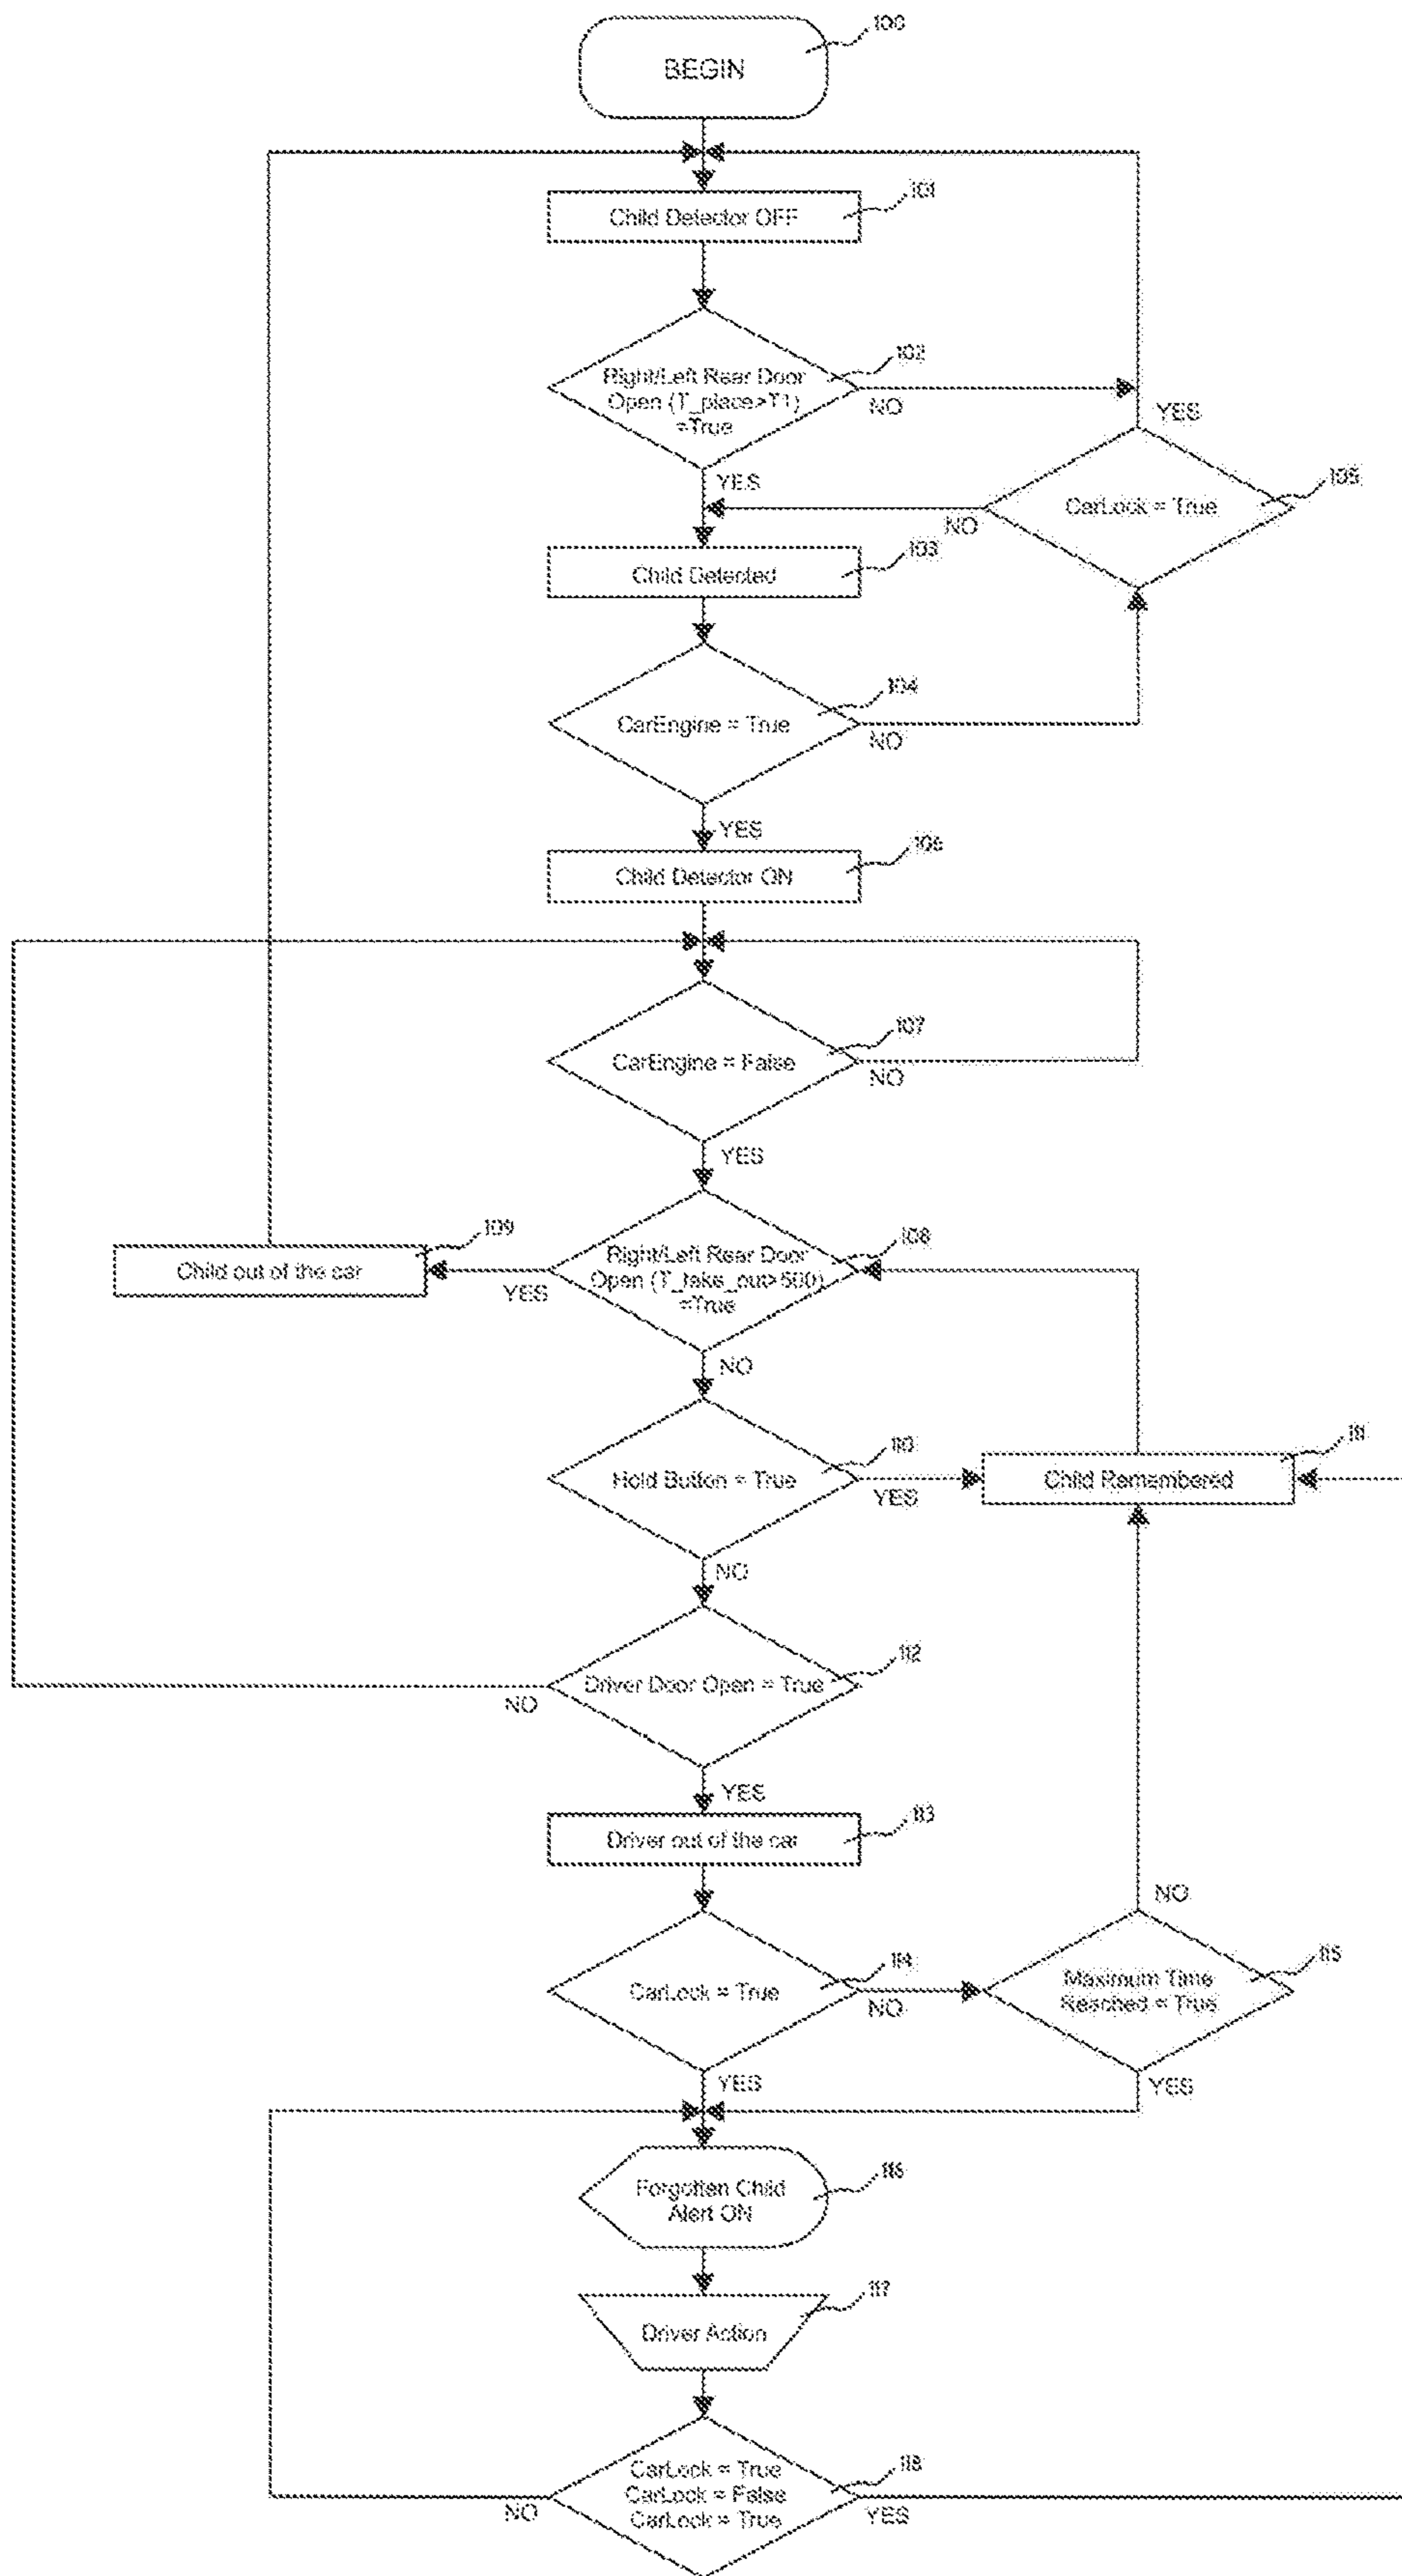 100
BEGIN
101
Child Detector OFF
102
Right/Left Rear Door
Open (T_place>T1)
=True
NO
YES
YES
105
CarLock = True
NO
103
Child Detected
104
CarEngine = True
NO
YES
106
Child Detector ON
107
CarEngine = False
NO
YES
109
Child out of the car
108
Right/Left Rear Door
Open (T_take_out>500)
=True
YES
NO
110
Hold Button = True
YES
111
Child Remembered
NO
112
Driver Door Open = True
NO
YES
113
Driver out of the car
NO
114
CarLock = True
NO
115
Maximum Time
Reached = True
YES
YES
116
Forgotten Child
Alert ON
117
Driver Action
118
CarLock = True
CarLock = False
CarLock = True
NO
YES